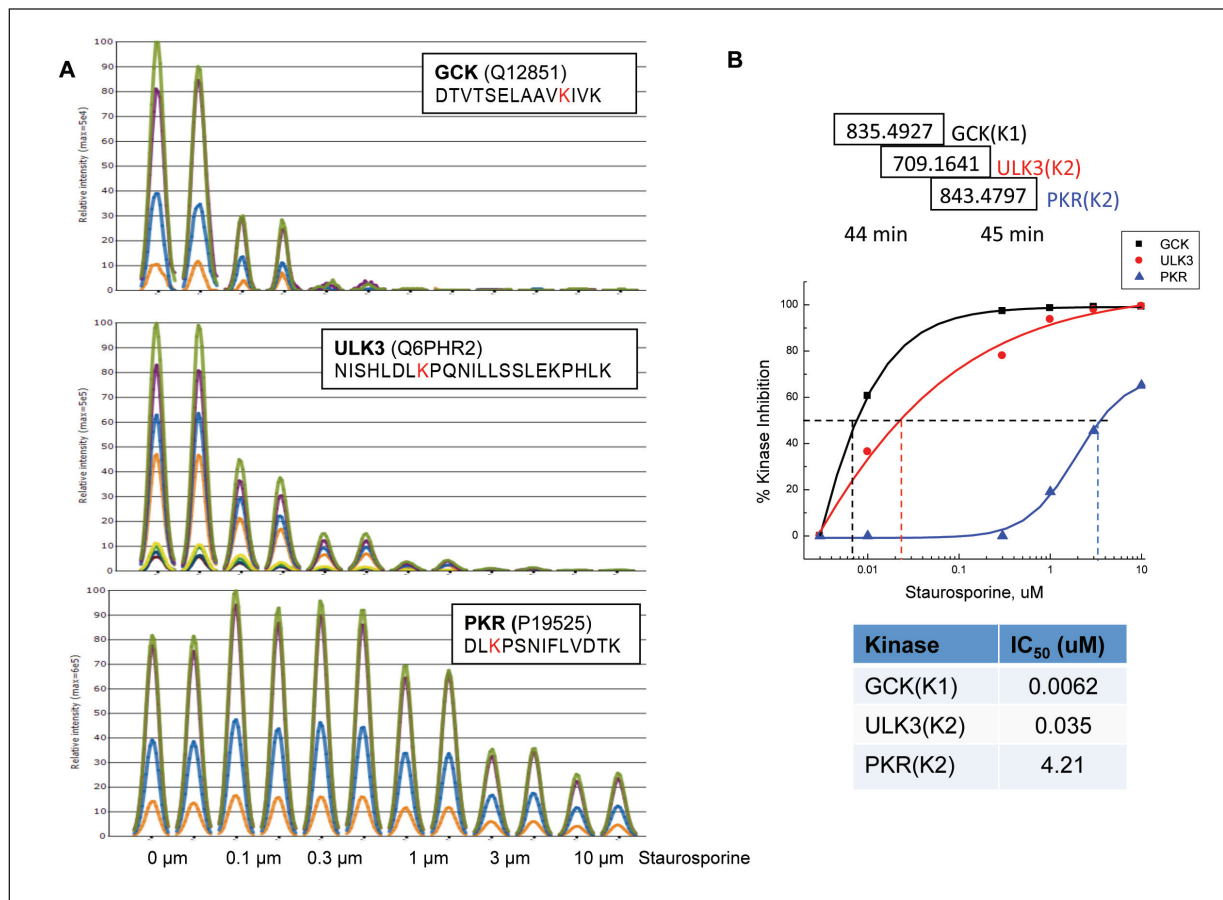 A
100
90
80
70
60
50
40
30
20
10
0
Relative intensity (max=5e4)
GCK (Q12851)
DTVTSELAAVKIVK
100
90
80
70
60
50
40
30
20
10
0
Relative intensity (max=5e5)
ULK3 (Q6PHR2)
NISHLDLKPQNILLSSLEKPHLK
100
90
80
70
60
50
40
30
20
10
0
Relative intensity (max=6e5)
PKR (P19525)
DLKPSNIFLVDTK
0 µm 0.1 µm 0.3 µm 1 µm 3 µm 10 µm Staurosporine
B
835.4927 GCK(K1)
709.1641 ULK3(K2)
843.4797 PKR(K2)
44 min 45 min
GCK
ULK3
PKR
100
80
60
40
20
0
% Kinase Inhibition
0.01 0.1 1 10
Staurosporine, uM
Kinase IC50 (uM)
GCK(K1) 0.0062
ULK3(K2) 0.035
PKR(K2) 4.21